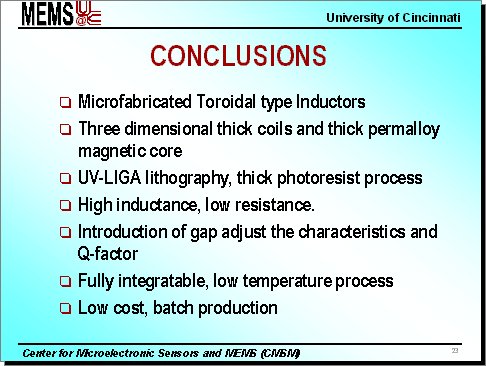 MEMS UC @
University of Cincinnati
CONCLUSIONS
Microfabricated Toroidal type Inductors
Three dimensional thick coils and thick permalloy
magnetic core
UV-LIGA lithography, thick photoresist process
High inductance, low resistance.
Introduction of gap adjust the characteristics and
Q-factor
Fully integratable, low temperature process
Low cost, batch production
Center for Microelectronic Sensors and MEMS (CMSM)
23